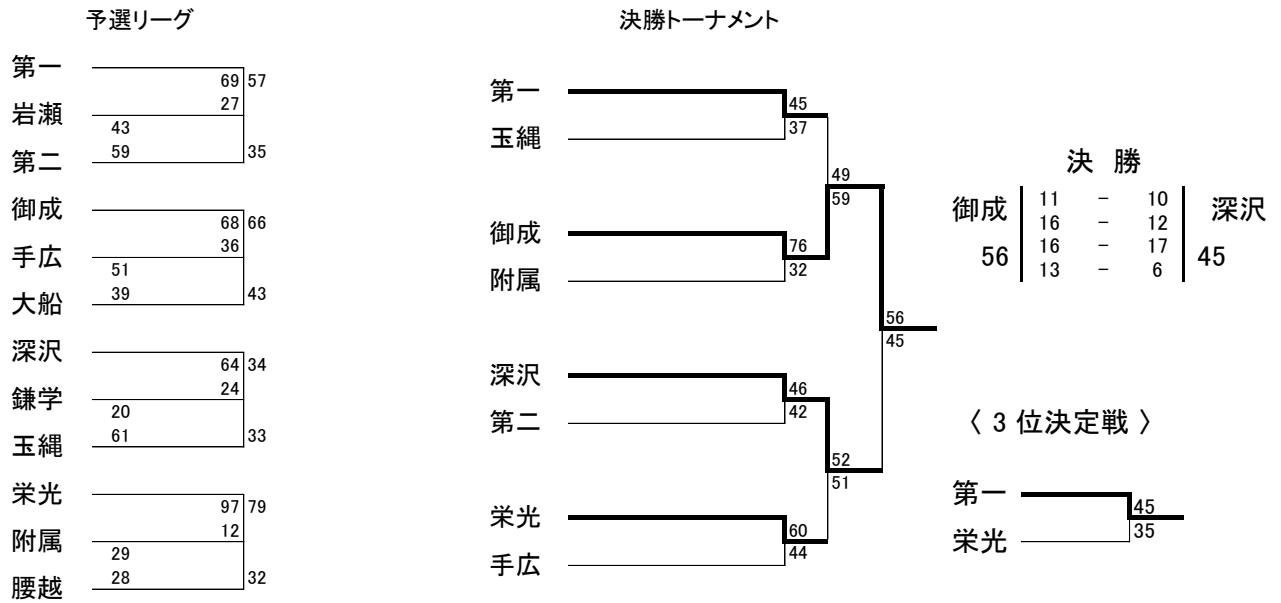 予選リーグ
第一
69 57
岩瀬
27
43
第二
59
35
御成
68 66
手広
36
51
大船
39
43
深沢
64 34
鎌学
24
20
玉縄
61
33
栄光
97 79
附属
12
29
腰越
28
32
決勝トーナメント
第一
45
玉縄
37
49
59
御成
76
附属
32
56
45
深沢
46
第二
42
52
51
栄光
60
手広
44
決 勝
御成
深沢
11 - 10
16 - 12
16 - 17
13 - 6
56
45
〈 3 位決定戦 〉
第一
45
栄光
35